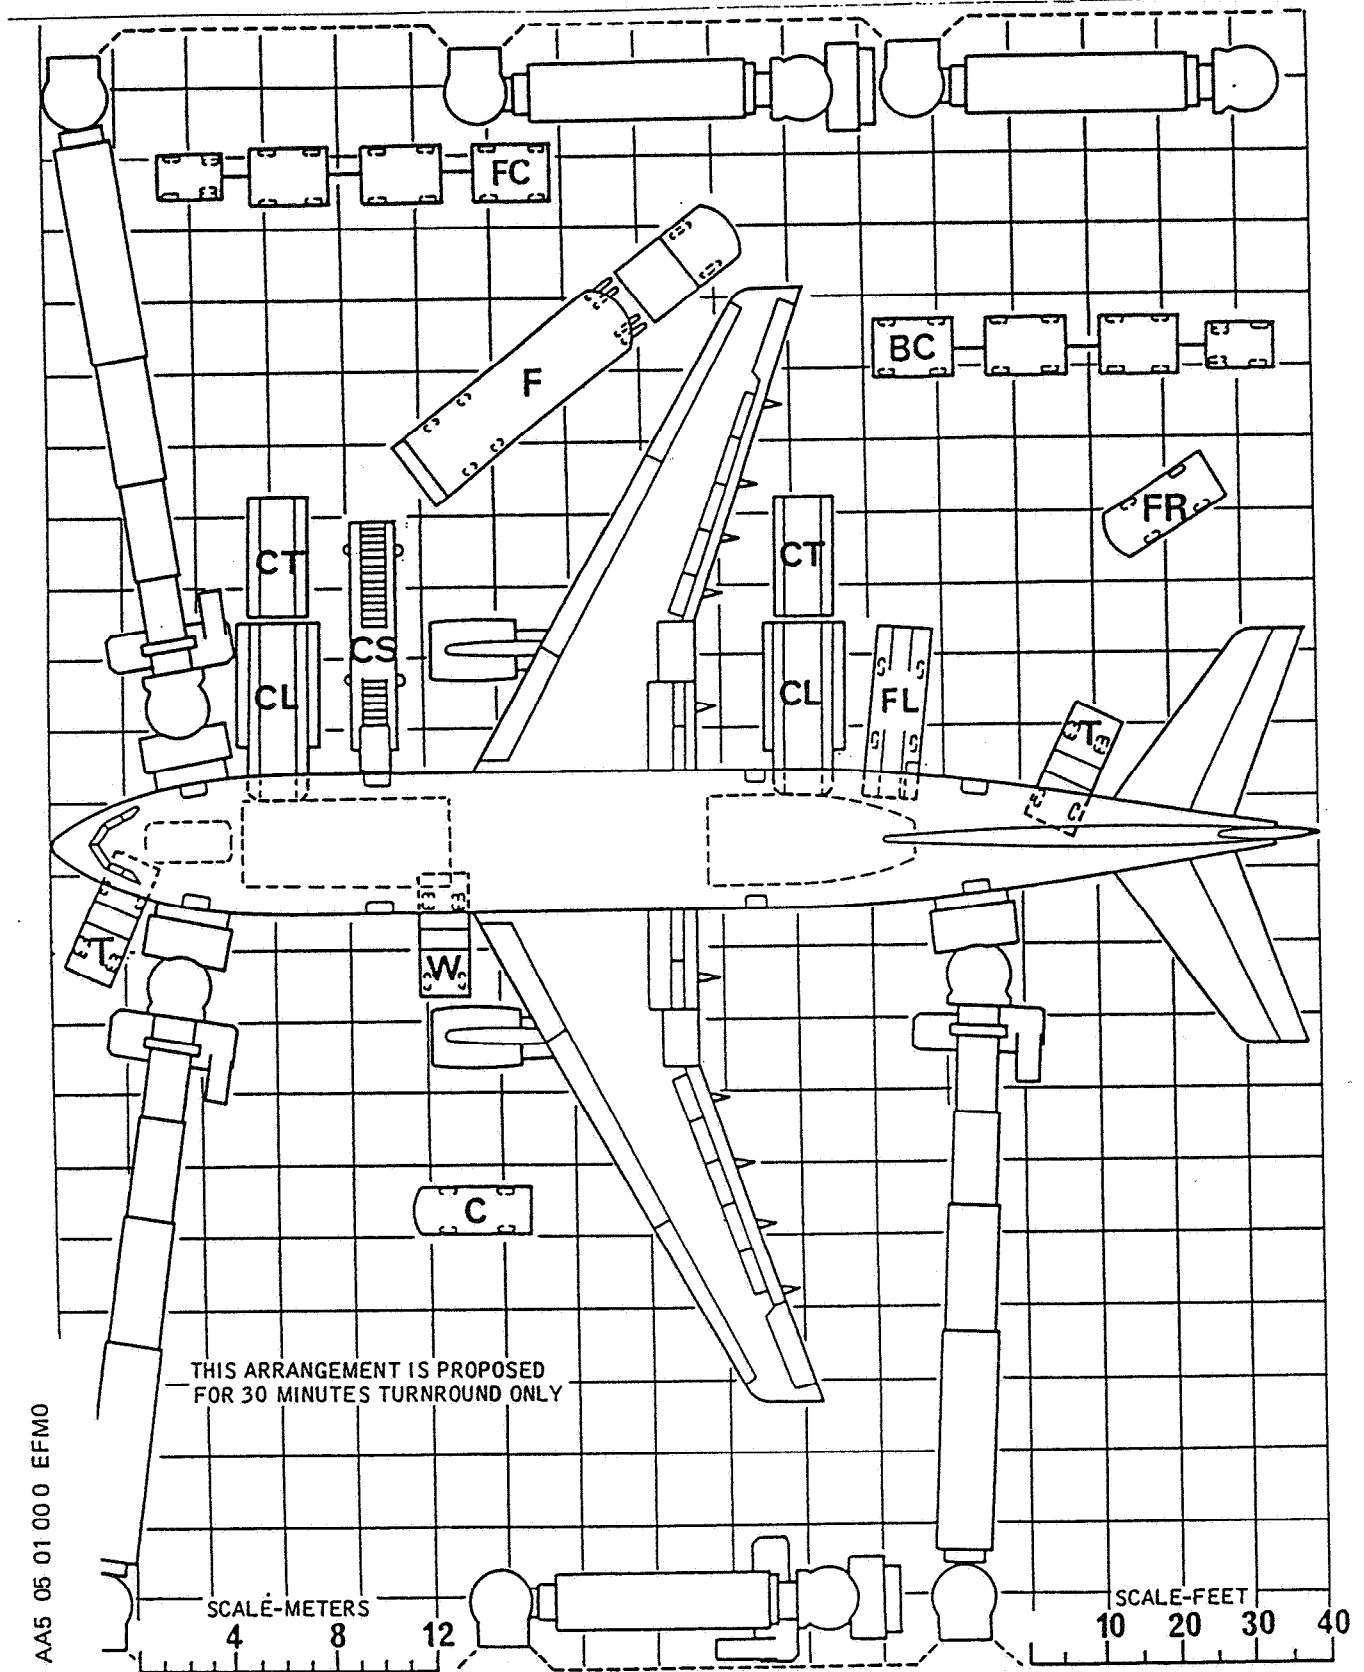 FC
F
BC
FR
CT
CT
CS
CL
CL
FL
T
T
W
C
THIS ARRANGEMENT IS PROPOSED
FOR 30 MINUTES TURNROUND ONLY
AA5 05 01 00 0 EFM0
SCALE-METERS
4 8 12
SCALE-FEET
10 20 30 40